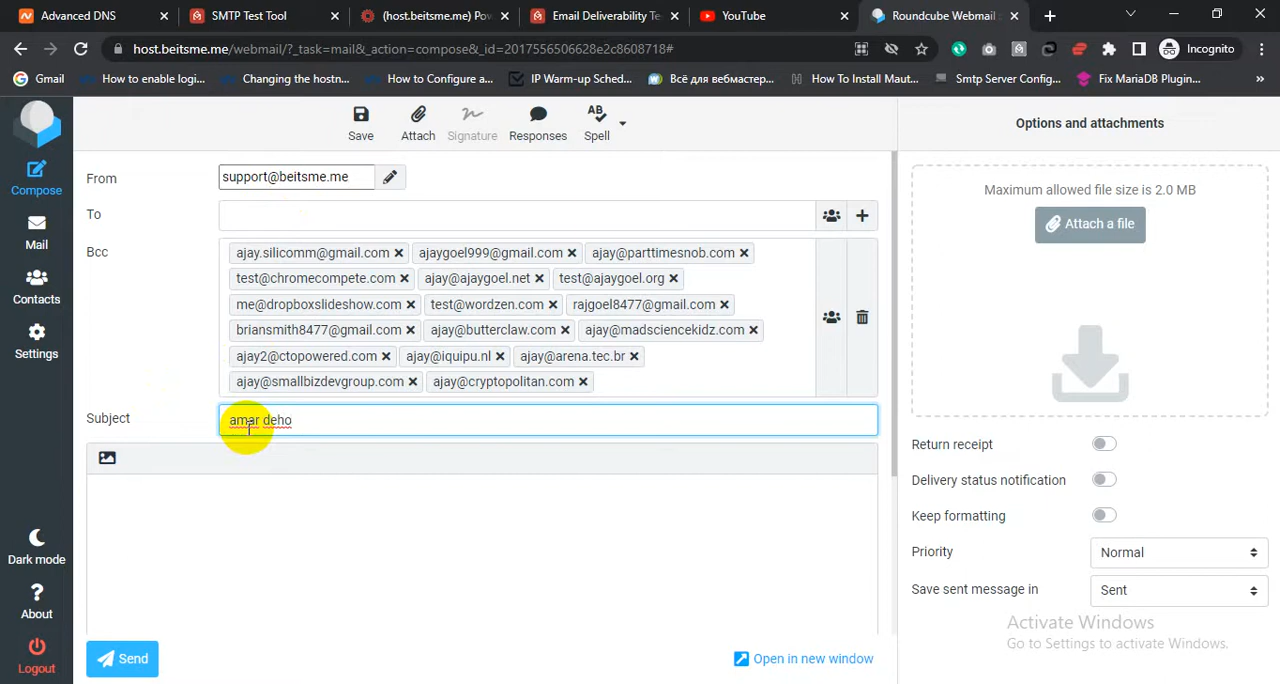 Advanced DNS
SMTP Test Tool
(host.beitsme.me) Pow
Email Deliverability Te
YouTube
Roundcube Webmail :
Incognito
host.beitsme.me/webmail/?_task=mail&_action=compose&_id=2017556506628e2c8608718#
Gmail
How to enable logi...
Changing the hostn...
How to Configure a...
IP Warm-up Sched...
Всё для вебмастер...
How To Install Maut...
Smtp Server Config...
Fix MariaDB Plugin...
»
Save
Attach
Signature
Responses
Spell
Options and attachments
From
support@beitsme.me
To
Bcc
ajay.silicomm@gmail.com ajaygoel999@gmail.com ajay@parttimesnob.com
test@chromecompete.com ajay@ajaygoel.net test@ajaygoel.org
me@dropboxslideshow.com test@wordzen.com rajgoel8477@gmail.com
briansmith8477@gmail.com ajay@butterclaw.com ajay@madsciencekidz.com
ajay2@ctopowered.com ajay@iquipu.nl ajay@arena.tec.br
ajay@smallbizdevgroup.com ajay@cryptopolitan.com
Subject
amar deho
Compose
Mail
Contacts
Settings
Dark mode
About
Logout
Send
Open in new window
Maximum allowed file size is 2.0 MB
Attach a file
Return receipt
Delivery status notification
Keep formatting
Priority
Normal
Save sent message in
Sent
Activate Windows
Go to Settings to activate Windows.